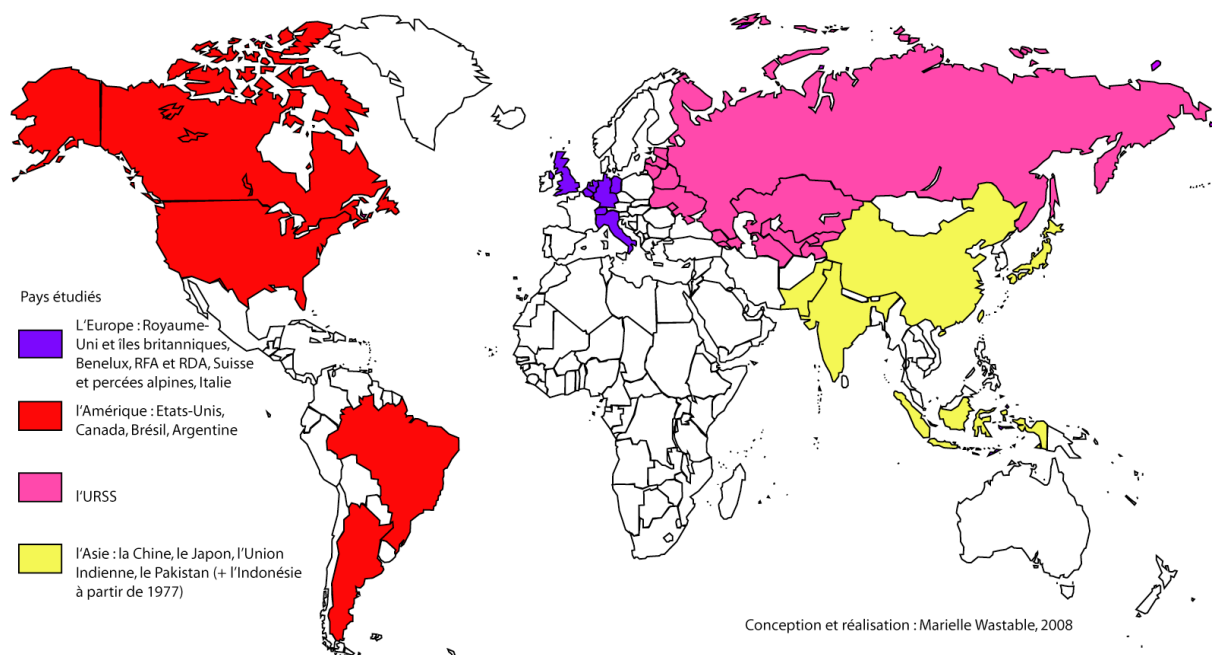 Pays étudiés
L'Europe : Royaume-
Uni et îles britanniques,
Benelux, RFA et RDA, Suisse
et percées alpines, Italie
l'Amérique : Etats-Unis,
Canada, Brésil, Argentine
l'URSS
l'Asie : la Chine, le Japon, l'Union
Indienne, le Pakistan (+ l'Indonésie
à partir de 1977)
Conception et réalisation : Marielle Wastable, 2008